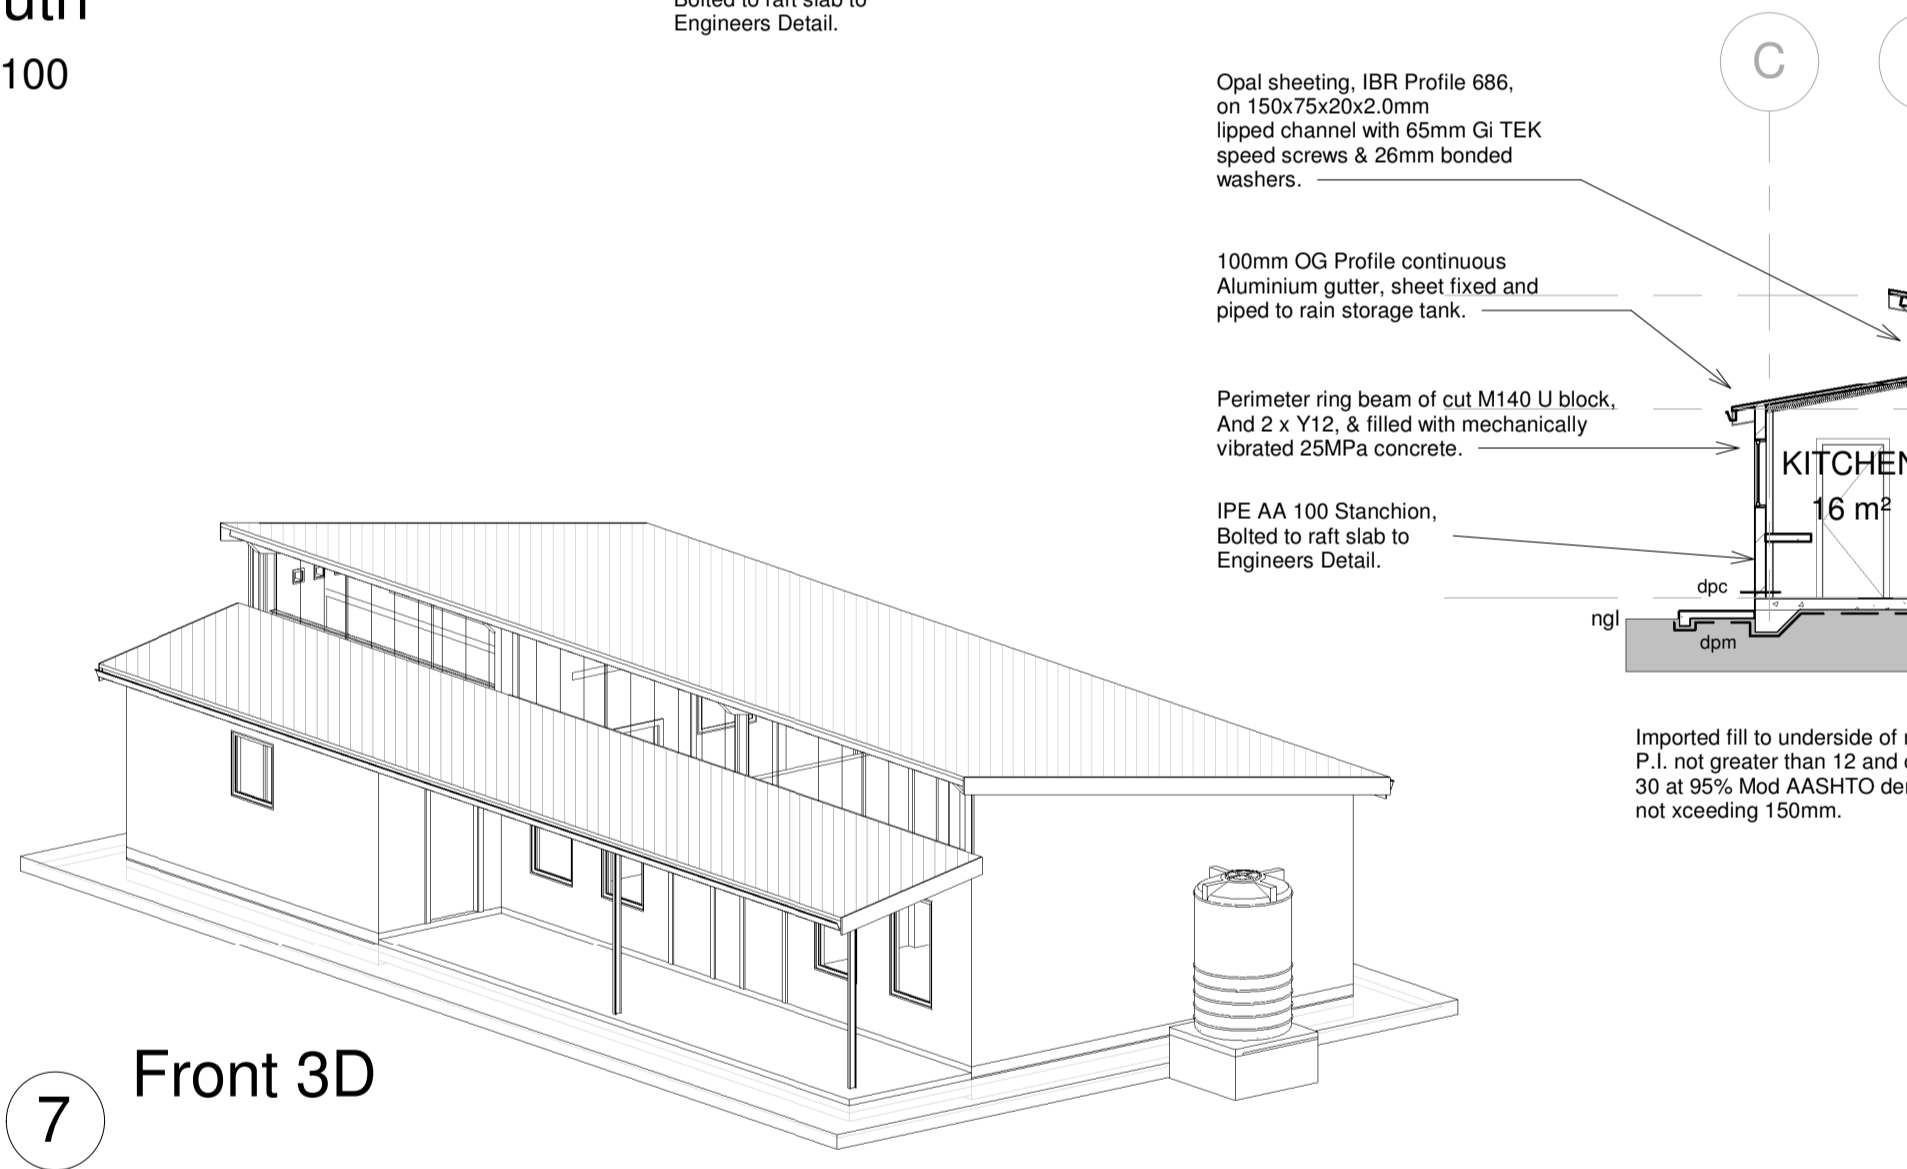 100
Engineers Detail.
C
Opal sheeting, IBR Profile 686,
on 150x75x20x2.0mm
lipped channel with 65mm Gi TEK
speed screws & 26mm bonded
washers.
100mm OG Profile continuous
Aluminium gutter, sheet fixed and
piped to rain storage tank.
Perimeter ring beam of cut M140 U block,
And 2 x Y12, & filled with mechanically
vibrated 25MPa concrete.
IPE AA 100 Stanchion,
Bolted to raft slab to
Engineers Detail.
KITCHEN
16 m²
dpc
ngl
dpm
Imported fill to underside of
P.I. not greater than 12 and
30 at 95% Mod AASHTO
not xceeding 150mm.
Front 3D
7